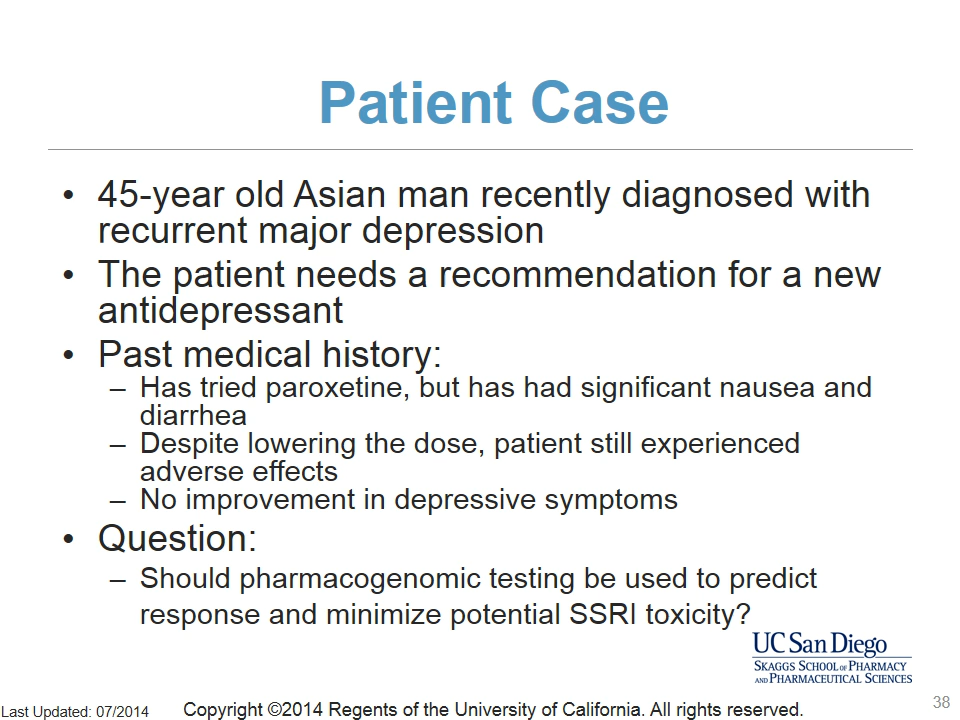 Patient Case
• 45-year old Asian man recently diagnosed with
recurrent major depression
• The patient needs a recommendation for a new
antidepressant
• Past medical history:
– Has tried paroxetine, but has had significant nausea and
diarrhea
– Despite lowering the dose, patient still experienced
adverse effects
– No improvement in depressive symptoms
• Question:
– Should pharmacogenomic testing be used to predict
response and minimize potential SSRI toxicity?
UC San Diego
SKAGGS SCHOOL OF PHARMACY
AND PHARMACEUTICAL SCIENCES
Last Updated: 07/2014
Copyright ©2014 Regents of the University of California. All rights reserved.
38